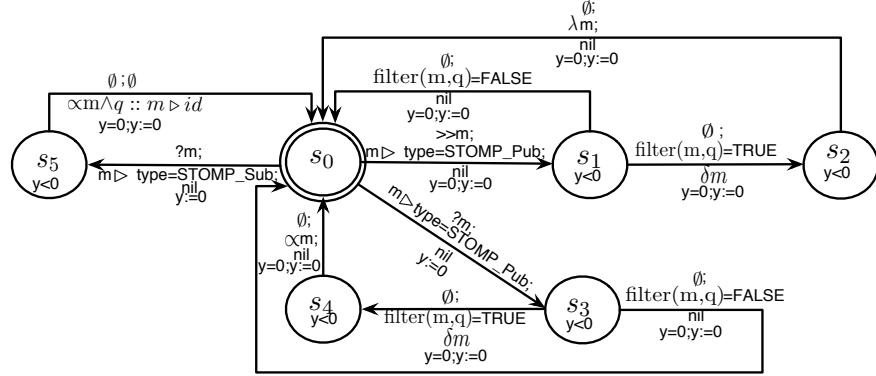 ∅;
λm;
nil
y=0;y:=0
∅;
filter(m,q)=FALSE
nil
y=0;y:=0
∅;∅
∝m∧q :: m ▷ id
y=0;y:=0
s5
y<0
?m;
m▷ type=STOMP_Sub;
nil
y:=0
s0
>>m;
m▷ type=STOMP_Pub;
nil
y=0;y:=0
s1
y<0
∅;
filter(m,q)=TRUE
δm
y=0;y:=0
s2
y<0
?m;
m▷type=STOMP_Pub;
nil
y:=0
∅;
∝m;
nil
y=0;y:=0
s4
y<0
∅;
filter(m,q)=TRUE
δm
y=0;y:=0
s3
y<0
∅;
filter(m,q)=FALSE
nil
y=0;y:=0